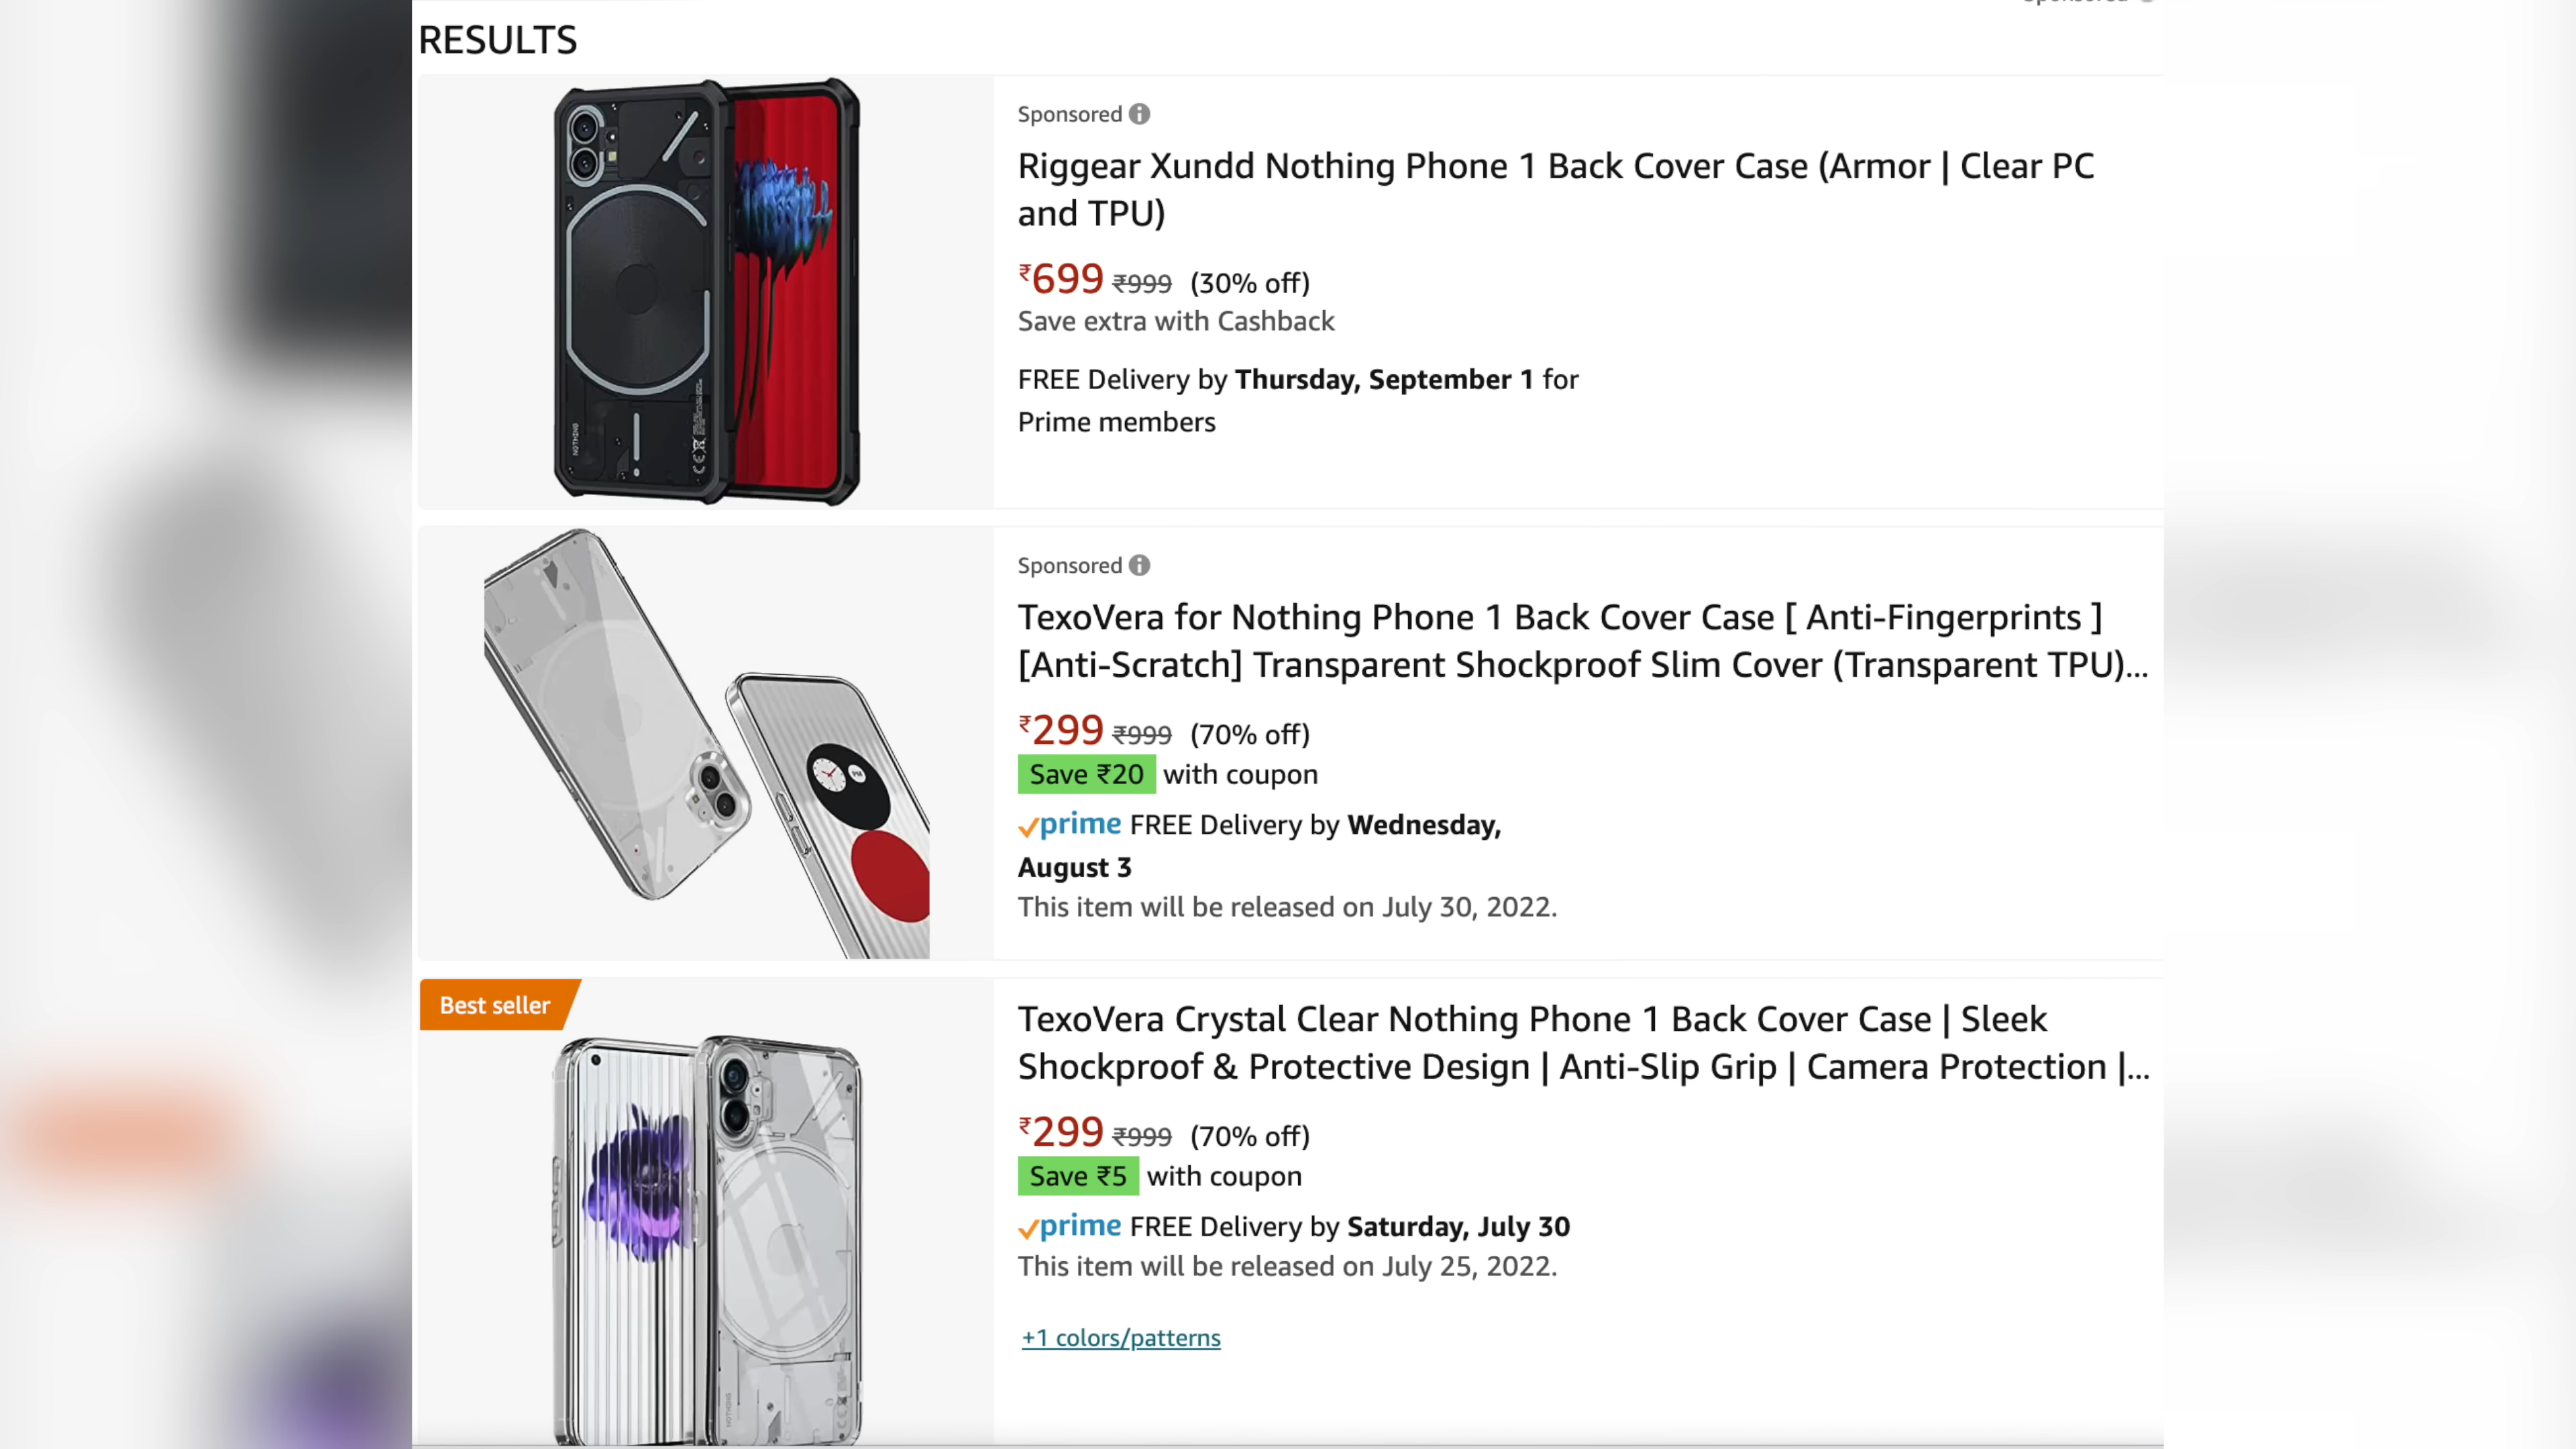 RESULTS
Sponsored
Riggear Xundd Nothing Phone 1 Back Cover Case (Armor | Clear PC
and TPU)
₹699 ₹999 (30% off)
Save extra with Cashback
FREE Delivery by Thursday, September 1 for
Prime members
NOTHING
Sponsored
TexoVera for Nothing Phone 1 Back Cover Case [ Anti-Fingerprints ]
[Anti-Scratch] Transparent Shockproof Slim Cover (Transparent TPU)...
₹299 ₹999 (70% off)
Save ₹20 with coupon
prime FREE Delivery by Wednesday,
August 3
This item will be released on July 30, 2022.
PM
Best seller
TexoVera Crystal Clear Nothing Phone 1 Back Cover Case | Sleek
Shockproof & Protective Design | Anti-Slip Grip | Camera Protection |...
₹299 ₹999 (70% off)
Save ₹5 with coupon
prime FREE Delivery by Saturday, July 30
This item will be released on July 25, 2022.
+1 colors/patterns
NOTHING